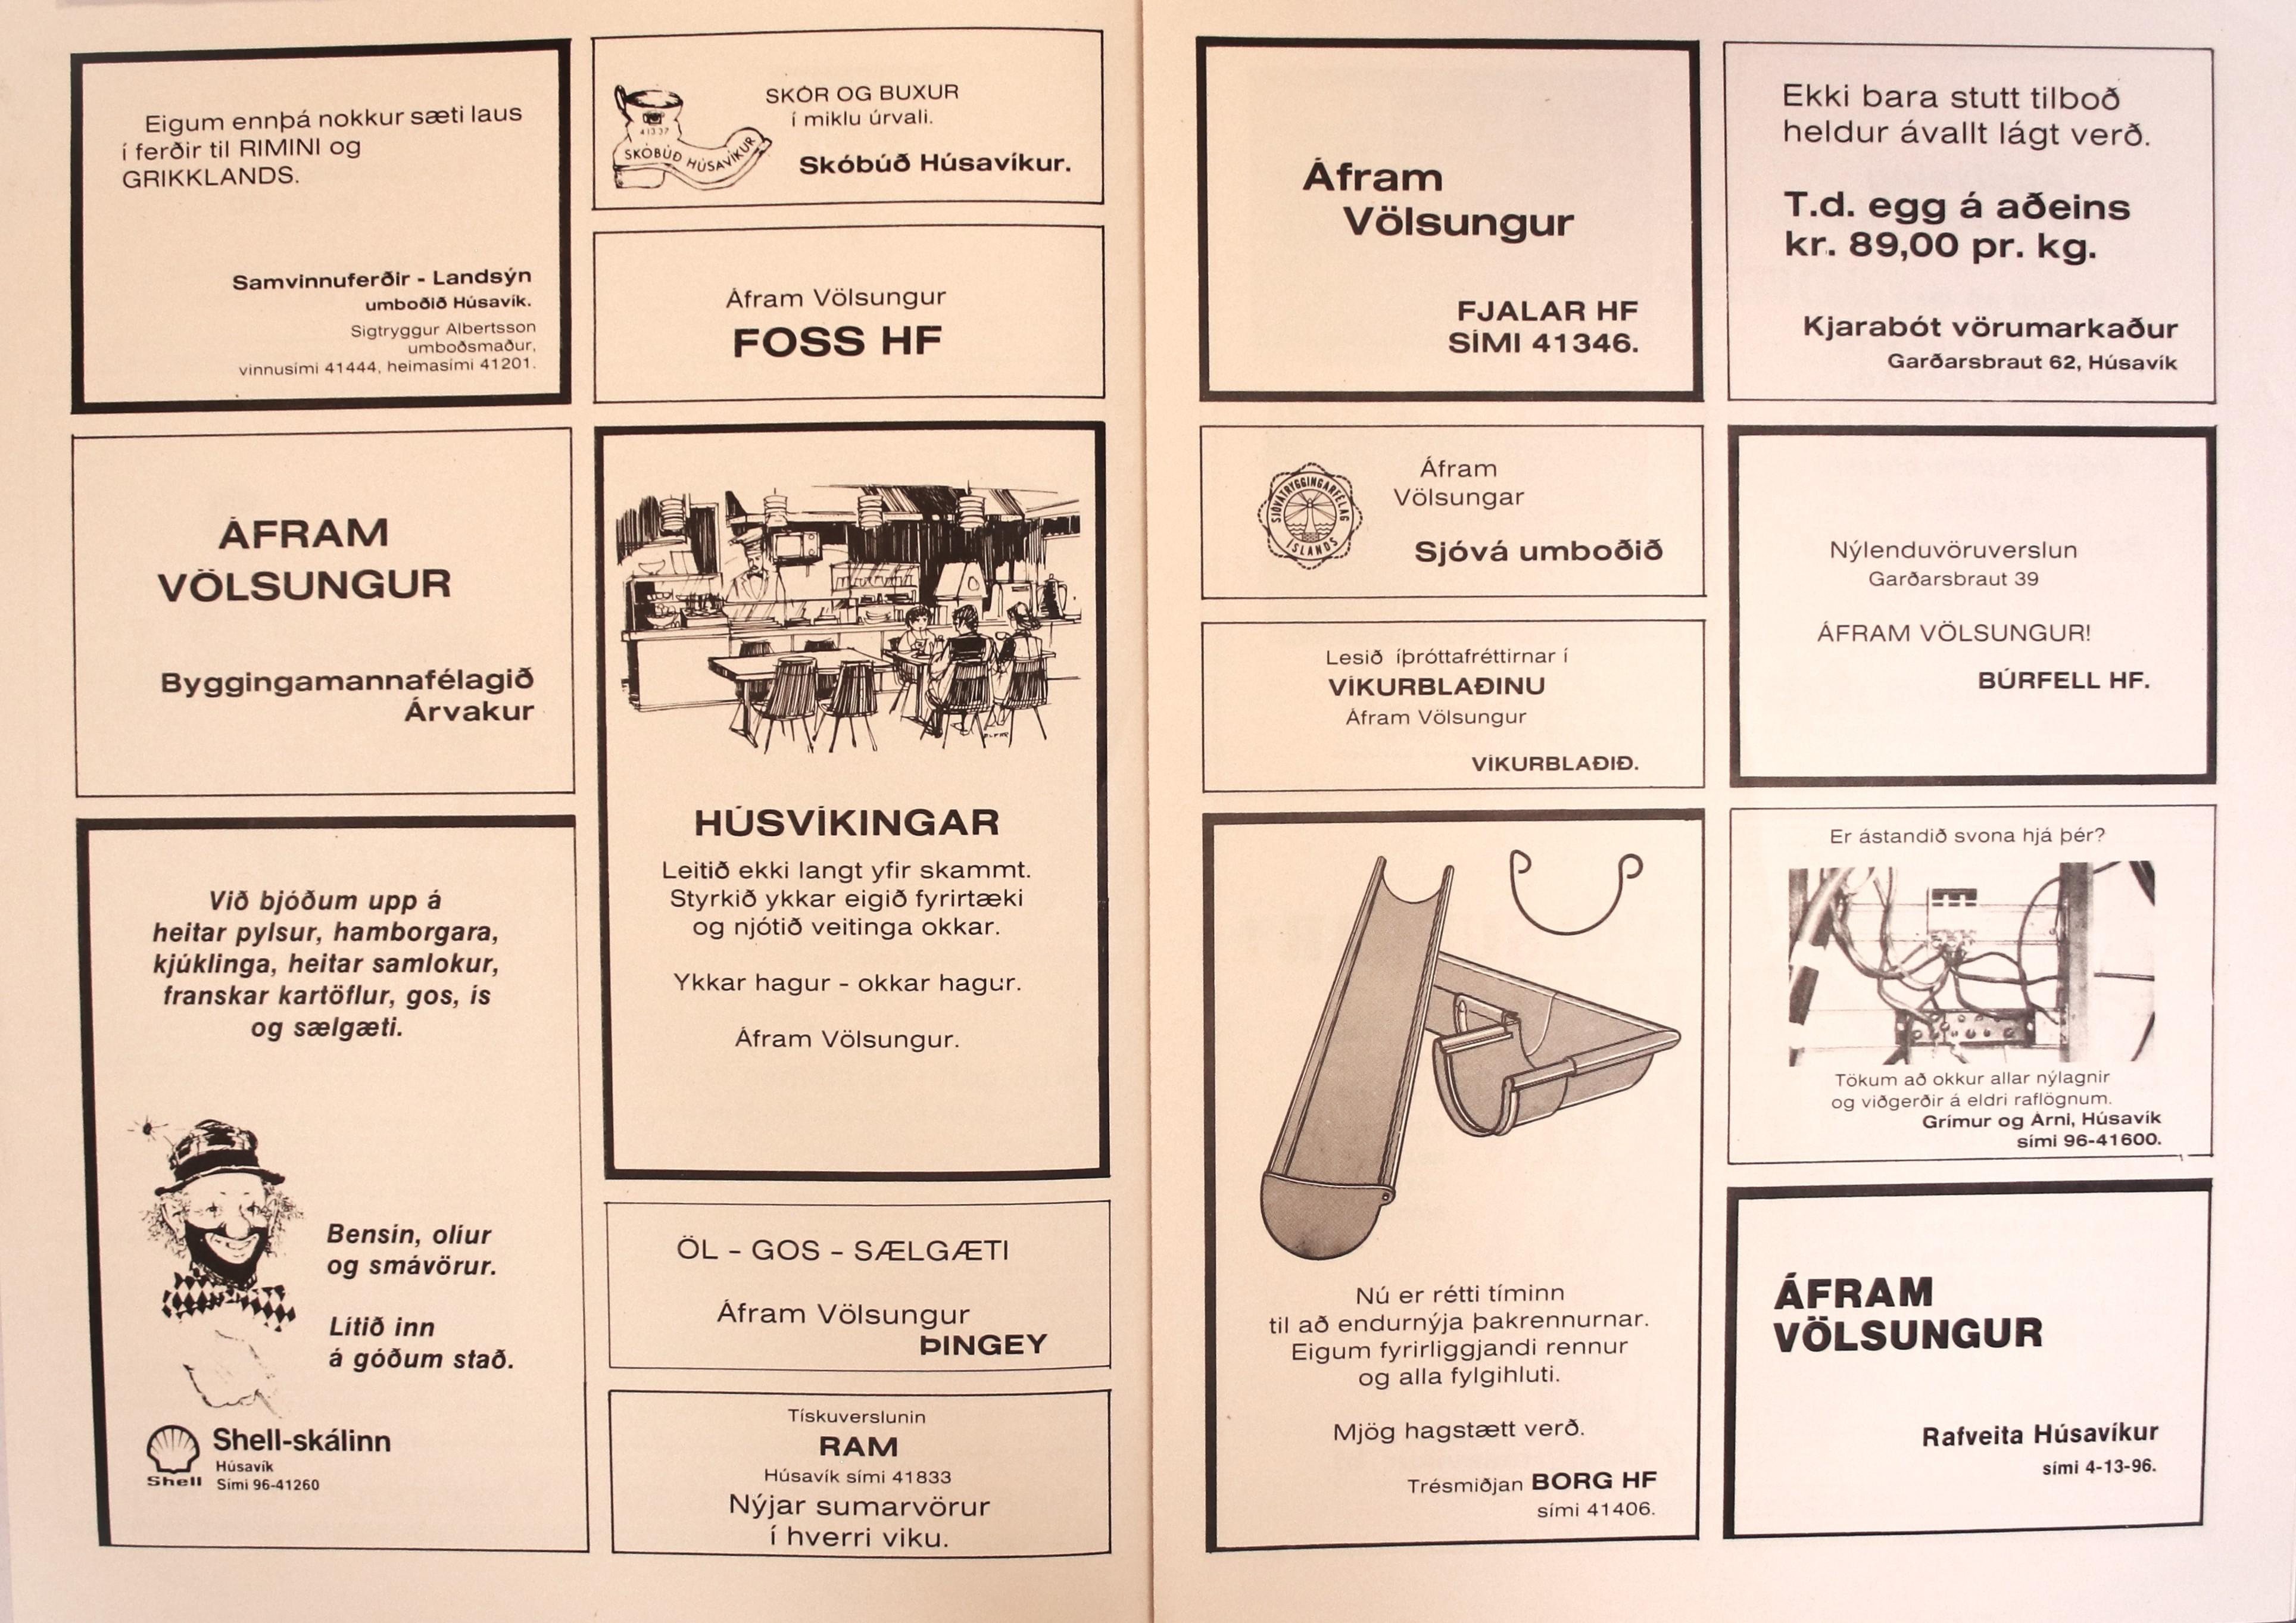 Eigum ennþá nokkur sæti laus
í ferðir til RIMINI og
GRIKKLANDS.
Samvinnuferðir - Landsýn
umboðið Húsavík.
Sigtryggur Albertsson
umboðsmaður,
vinnusími 41444, heimasími 41201.
ÁFRAM
VÖLSUNGUR
Byggingamannafélagið
Árvakur
Við bjóðum upp á
heitar pylsur, hamborgara,
kjúklinga, heitar samlokur,
franskar kartöflur, gos, ís
og sælgæti.
Bensín, olíur
og smávörur.
Lítið inn
á góðum stað.
Shell-skálinn
Húsavík
Sími 96-41260
Shell
SKÓR OG BUXUR
í miklu úrvali.
41337
SKÓBÚÐ HÚSAVÍKUR
Skóbúð Húsavíkur.
Áfram Völsungur
FOSS HF
HÚSVÍKINGAR
Leitið ekki langt yfir skammt.
Styrkið ykkar eigið fyrirtæki
og njótið veitinga okkar.
Ykkar hagur - okkar hagur.
Áfram Völsungur.
ÖL - GOS - SÆLGÆTI
Áfram Völsungur
ÞINGEY
Tískuverslunin
RAM
Húsavík sími 41833
Nýjar sumarvörur
í hverri viku.
Áfram
Völsungur
FJALAR HF
SÍMI 41346.
SJÓVÁTRYGGINGARFÉLAG
ÍSLANDS
Áfram
Völsungar
Sjóvá umboðið
Lesið íþróttafréttirnar í
VÍKURBLAÐINU
Áfram Völsungur
VÍKURBLAÐIÐ.
Nú er rétti tíminn
til að endurnýja þakrennurnar.
Eigum fyrirliggjandi rennur
og alla fylgihluti.
Mjög hagstætt verð.
Trésmiðjan BORG HF
sími 41406.
Ekki bara stutt tilboð
heldur ávallt lágt verð.
T.d. egg á aðeins
kr. 89,00 pr. kg.
Kjarabót vörumarkaður
Garðarsbraut 62, Húsavík
Nýlenduvöruverslun
Garðarsbraut 39
ÁFRAM VÖLSUNGUR!
BÚRFELL HF.
Er ástandið svona hjá þér?
Tökum að okkur allar nýlagnir
og viðgerðir á eldri raflögnum.
Grímur og Árni, Húsavík
sími 96-41600.
ÁFRAM
VÖLSUNGUR
Rafveita Húsavíkur
sími 4-13-96.